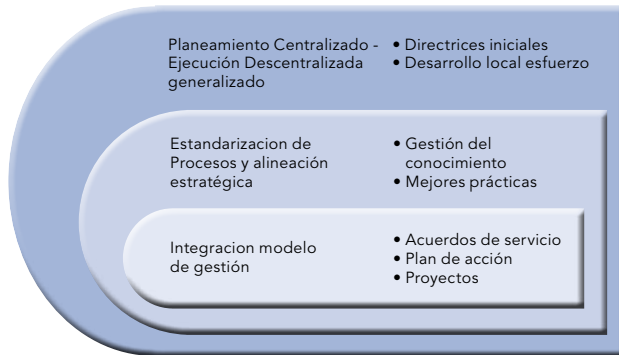 Planeamiento Centralizado -
Ejecución Descentralizada
generalizado
• Directrices iniciales
• Desarrollo local esfuerzo
Estandarizacion de
Procesos y alineación
estratégica
• Gestión del
conocimiento
• Mejores prácticas
Integracion modelo
de gestión
• Acuerdos de servicio
• Plan de acción
• Proyectos